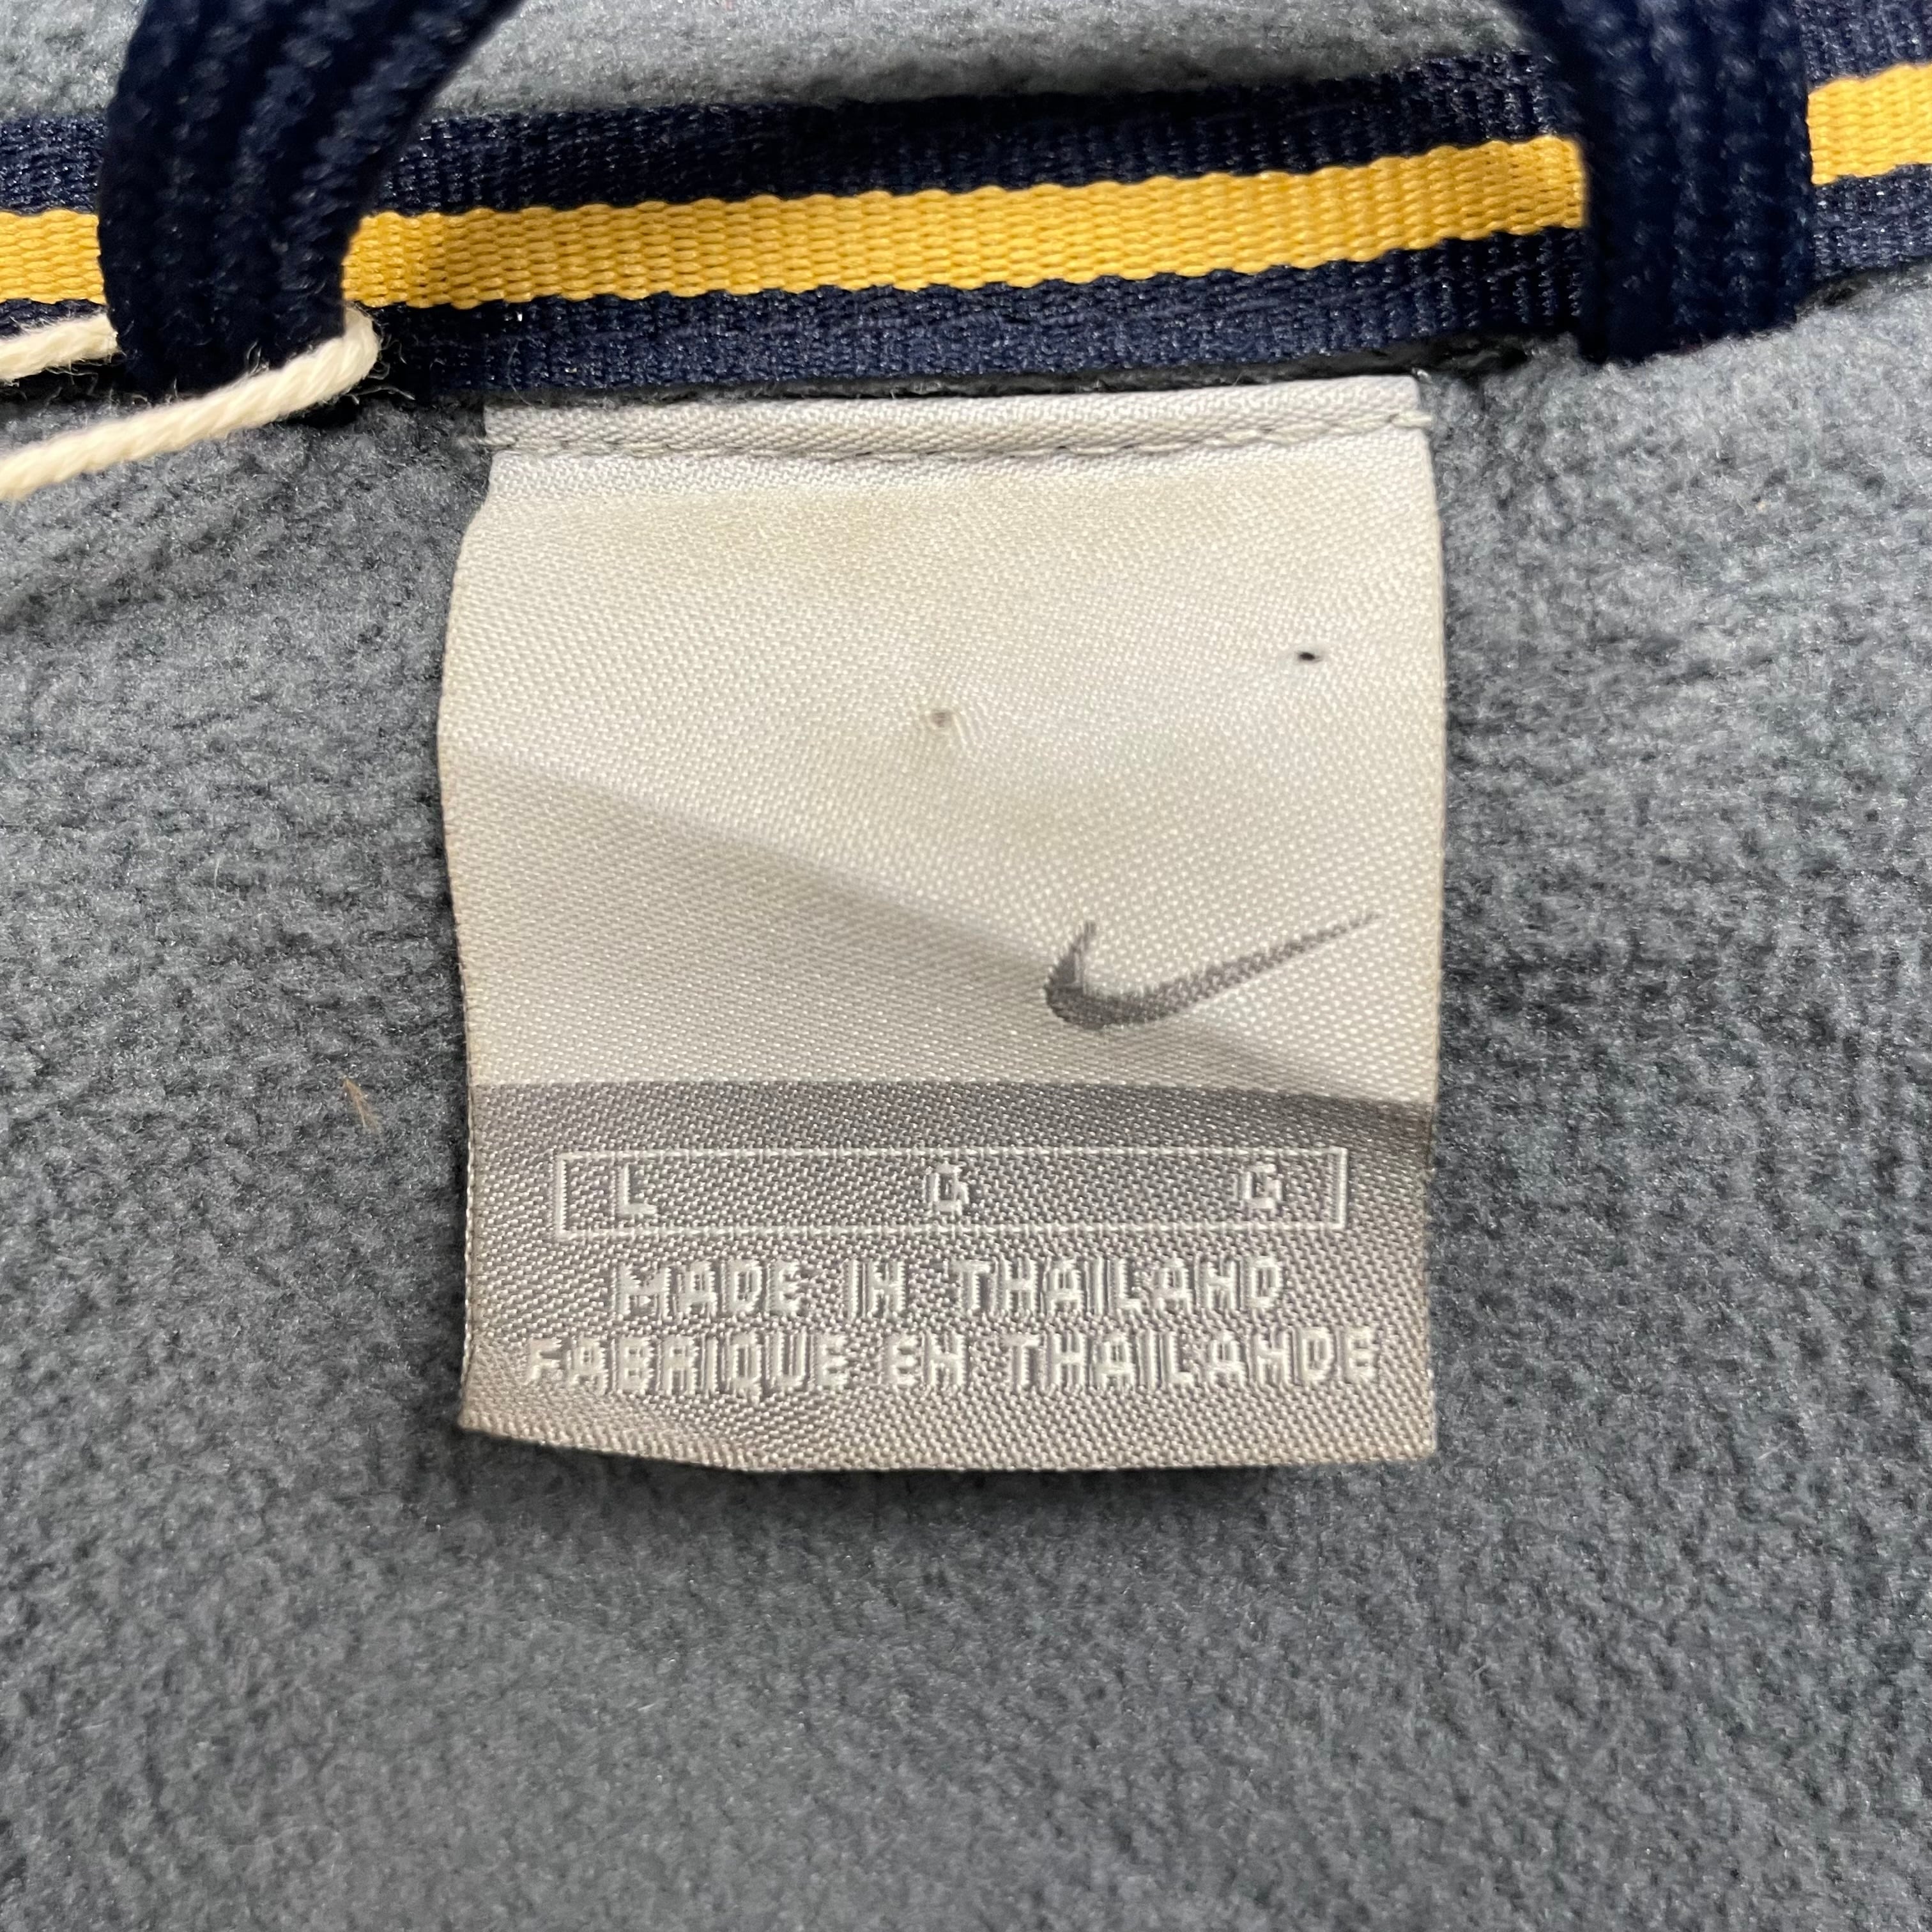 L G G
MADE IN THAILAND
FABRIQUE EN THAILANDE